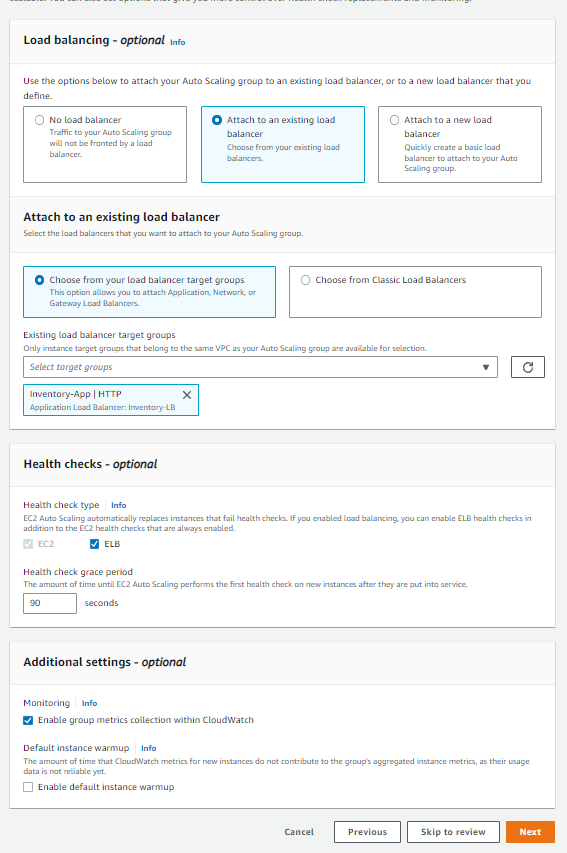 Load balancing - optional Info
Use the options below to attach your Auto Scaling group to an existing load balancer, or to a new load balancer that you
define.
No load balancer
Traffic to your Auto Scaling group
will not be fronted by a load
balancer.
Attach to an existing load
balancer
Choose from your existing load
balancers.
Attach to a new load
balancer
Quickly create a basic load
balancer to attach to your Auto
Scaling group.
Attach to an existing load balancer
Select the load balancers that you want to attach to your Auto Scaling group.
Choose from your load balancer target groups
This option allows you to attach Application, Network, or
Gateway Load Balancers.
Choose from Classic Load Balancers
Existing load balancer target groups
Only instance target groups that belong to the same VPC as your Auto Scaling group are available for selection.
Select target groups
Inventory-App | HTTP
Application Load Balancer: Inventory-LB
Health checks - optional
Health check type Info
EC2 Auto Scaling automatically replaces instances that fail health checks. If you enabled load balancing, you can enable ELB health checks in
addition to the EC2 health checks that are always enabled.
EC2 ELB
Health check grace period
The amount of time until EC2 Auto Scaling performs the first health check on new instances after they are put into service.
90 seconds
Additional settings - optional
Monitoring Info
Enable group metrics collection within CloudWatch
Default instance warmup Info
The amount of time that CloudWatch metrics for new instances do not contribute to the group's aggregated instance metrics, as their usage
data is not reliable yet.
Enable default instance warmup
Cancel Previous Skip to review Next